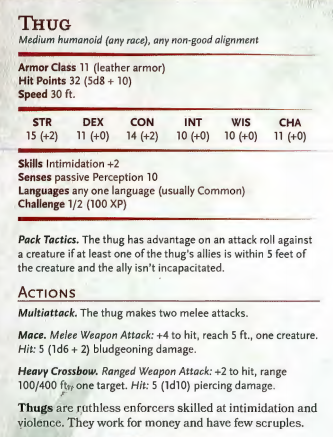 THUG
Medium humanoid (any race), any non-good alignment
Armor Class 11 (leather armor)
Hit Points 32 (5d8 + 10)
Speed 30 ft.
STR DEX CON INT WIS CHA
15 (+2) 11 (+0) 14 (+2) 10 (+0) 10 (+0) 11 (+0)
Skills Intimidation +2
Senses passive Perception 10
Languages any one language (usually Common)
Challenge 1/2 (100 XP)
Pack Tactics. The thug has advantage on an attack roll against
a creature if at least one of the thug's allies is within 5 feet of
the creature and the ally isn't incapacitated.
ACTIONS
Multiattack. The thug makes two melee attacks.
Mace. Melee Weapon Attack: +4 to hit, reach 5 ft., one creature.
Hit: 5 (1d6 + 2) bludgeoning damage.
Heavy Crossbow. Ranged Weapon Attack: +2 to hit, range
100/400 ft., one target. Hit: 5 (1d10) piercing damage.
Thugs are ruthless enforcers skilled at intimidation and
violence. They work for money and have few scruples.